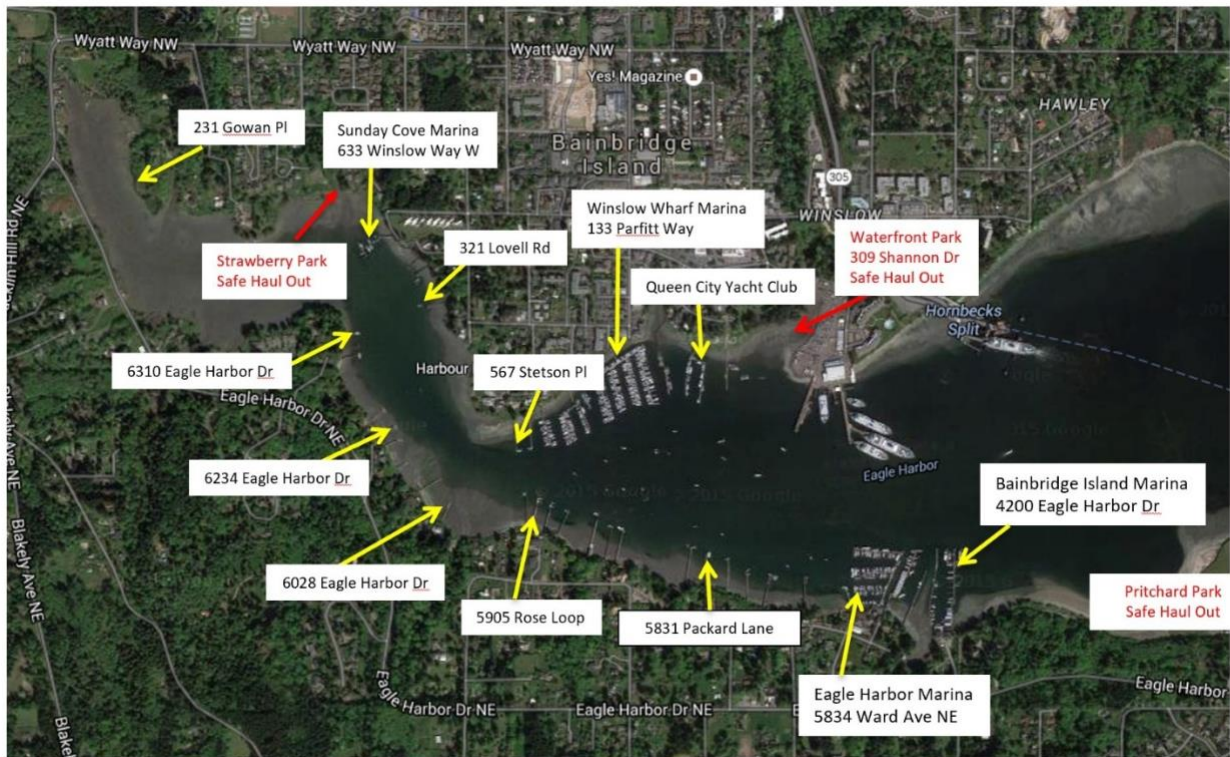 Wyatt Way NW
Wyatt Way NW
Wyatt Way NW
Yes! Magazine
HAWLEY
231 Gowan Pl
Sunday Cove Marina
633 Winslow Way W
Bainbridge
Island
305
WINSLOW
Winslow Wharf Marina
133 Parfitt Way
Waterfront Park
309 Shannon Dr
Safe Haul Out
Strawberry Park
Safe Haul Out
321 Lovell Rd
Queen City Yacht Club
Hornbecks
Split
6310 Eagle Harbor Dr
Harbour
567 Stetson Pl
Eagle Harbor Dr NE
6234 Eagle Harbor Dr
Eagle Harbor
Bainbridge Island Marina
4200 Eagle Harbor Dr
Blakely Ave NE
6028 Eagle Harbor Dr
5905 Rose Loop
5831 Packard Lane
Pritchard Park
Safe Haul Out
Eagle Harbor Marina
5834 Ward Ave NE
Eagle Harbor Dr NE
Eagle Harbor Dr NE
Eagle Harbor